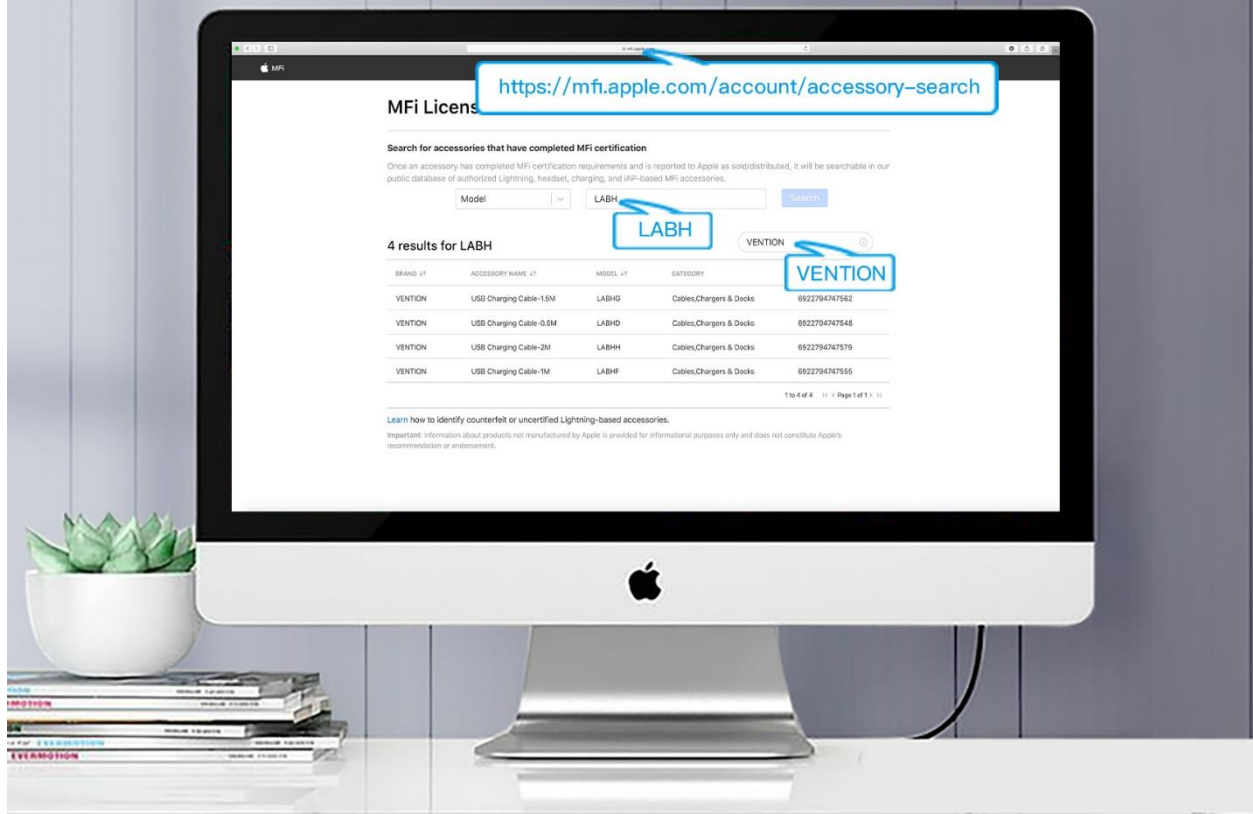 mfi.apple.com
https://mfi.apple.com/account/accessory-search
MFi
MFi Licens
Search for accessories that have completed MFi certification
Once an accessory has completed MFi certification requirements and is reported to Apple as sold/distributed, it will be searchable in our
public database of authorized Lightning, headset, charging, and iAP-based MFi accessories.
Model LABH Search
LABH
4 results for LABH VENTION
VENTION
BRAND ACCESSORY NAME MODEL CATEGORY
VENTION USB Charging Cable-1.5M LABHG Cables,Chargers & Docks 6922794747562
VENTION USB Charging Cable-0.5M LABHD Cables,Chargers & Docks 6922794747548
VENTION USB Charging Cable-2M LABHH Cables,Chargers & Docks 6922794747579
VENTION USB Charging Cable-1M LABHF Cables,Chargers & Docks 6922794747555
1 to 4 of 4 Page 1 of 1
Learn how to identify counterfeit or uncertified Lightning-based accessories.
Important: Information about products not manufactured by Apple is provided for informational purposes only and does not constitute Apple's
recommendation or endorsement.
EVERMOTION
EVERMOTION